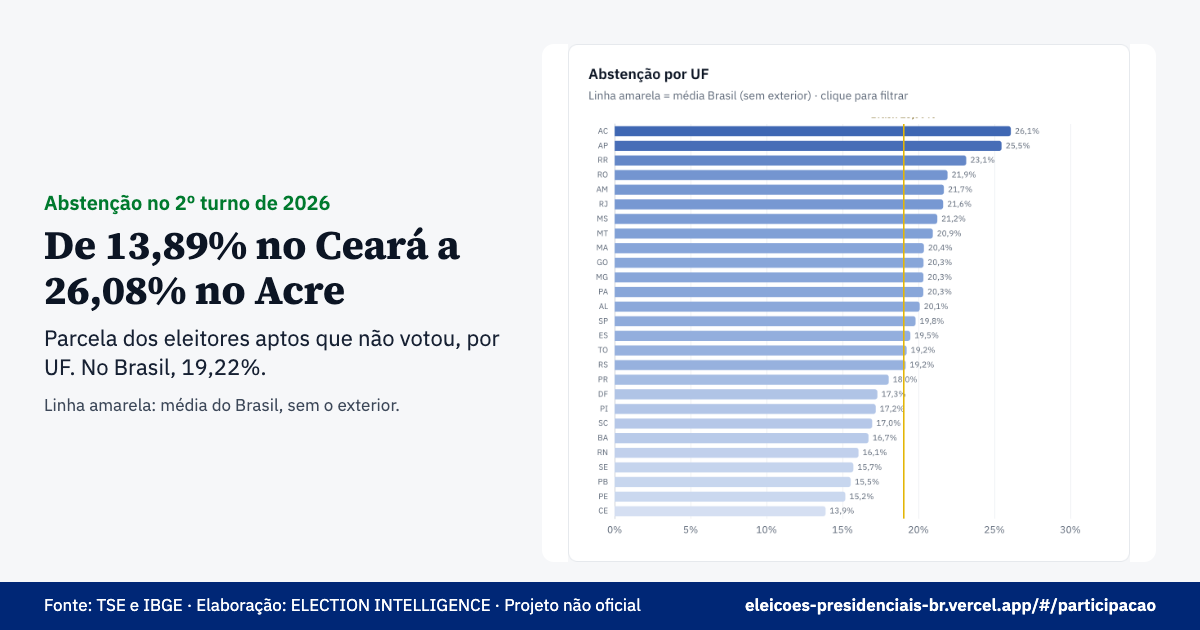 Abstenção no 2º turno de 2026
De 13,89% no Ceará a
26,08% no Acre
Parcela dos eleitores aptos que não votou, por
UF. No Brasil, 19,22%.
Linha amarela: média do Brasil, sem o exterior.
Abstenção por UF
Linha amarela = média Brasil (sem exterior) · clique para filtrar
AC 26,1%
AP 25,5%
RR 23,1%
RO 21,9%
AM 21,7%
RJ 21,6%
MS 21,2%
MT 20,9%
MA 20,4%
GO 20,3%
MG 20,3%
PA 20,3%
AL 20,1%
SP 19,8%
ES 19,5%
TO 19,2%
RS 19,2%
PR 18,0%
DF 17,3%
PI 17,2%
SC 17,0%
BA 16,7%
RN 16,1%
SE 15,7%
PB 15,5%
PE 15,2%
CE 13,9%
0% 5% 10% 15% 20% 25% 30%
Fonte: TSE e IBGE · Elaboração: ELECTION INTELLIGENCE · Projeto não oficial
eleicoes-presidenciais-br.vercel.app/#/participacao